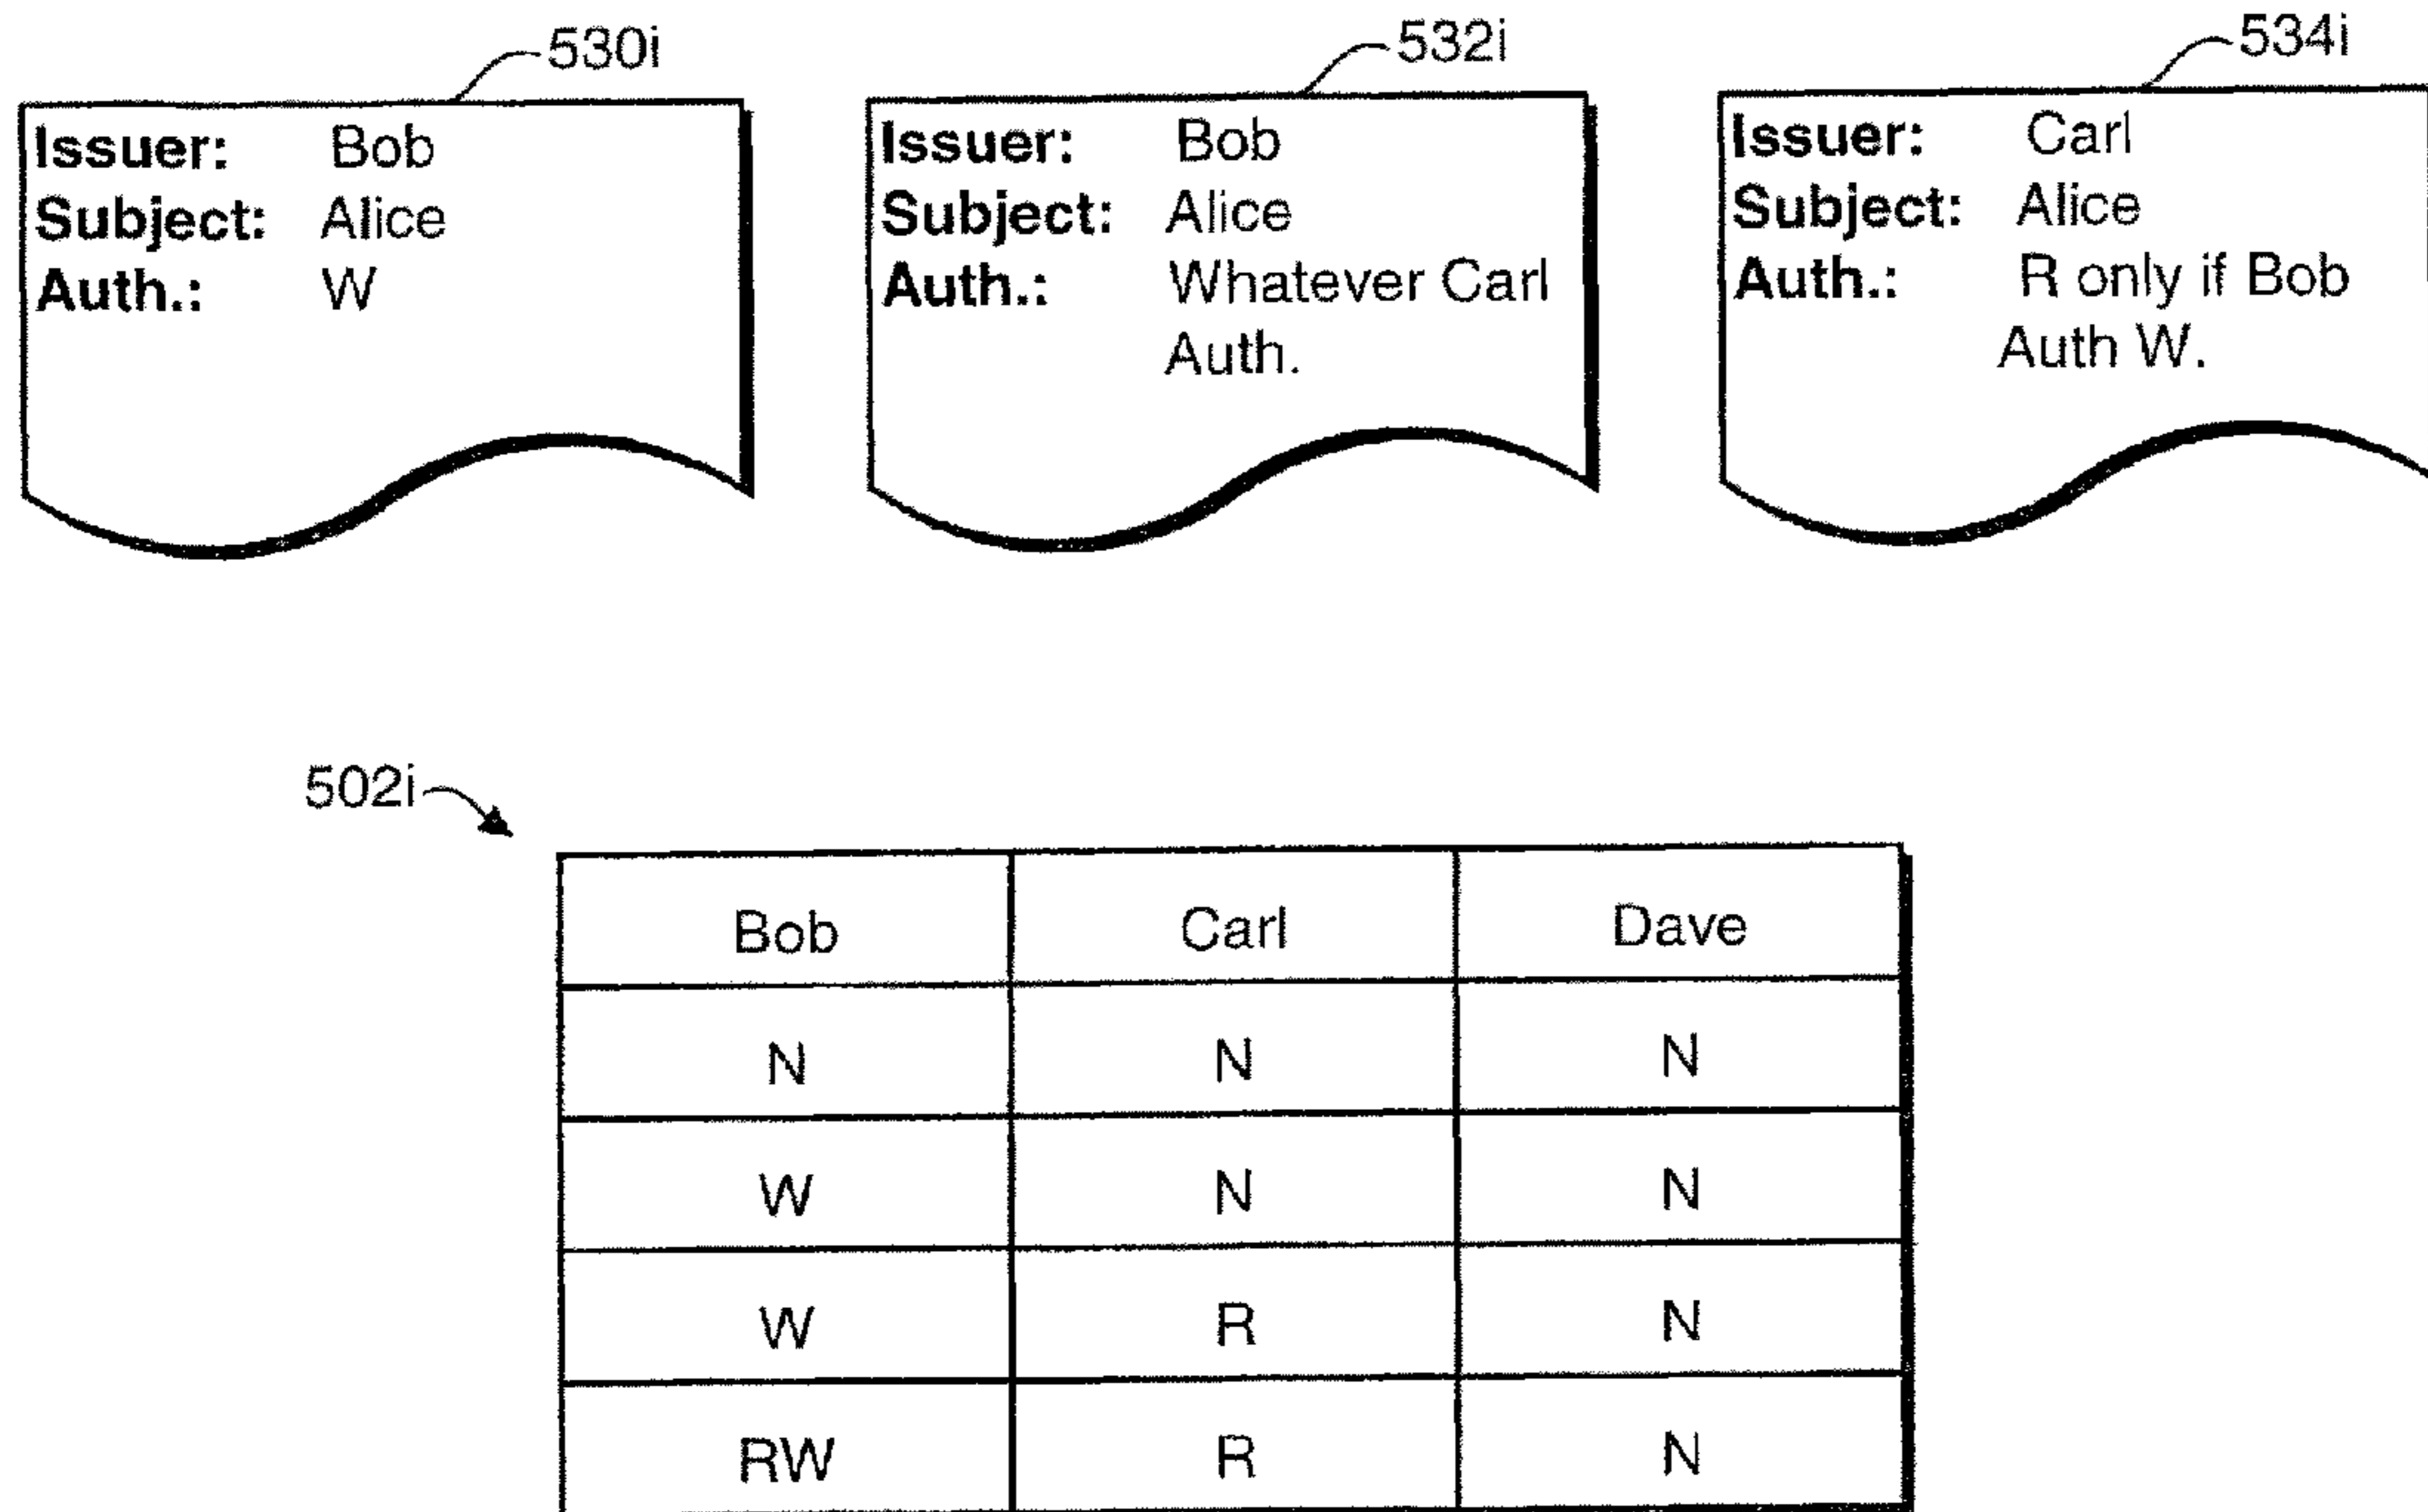 530i
Issuer: Bob
Subject: Alice
Auth.: W
532i
Issuer: Bob
Subject: Alice
Auth.: Whatever Carl
Auth.
534i
Issuer: Carl
Subject: Alice
Auth.: R only if Bob
Auth W.
502i
Bob Carl Dave
N N N
W N N
W R N
RW R N